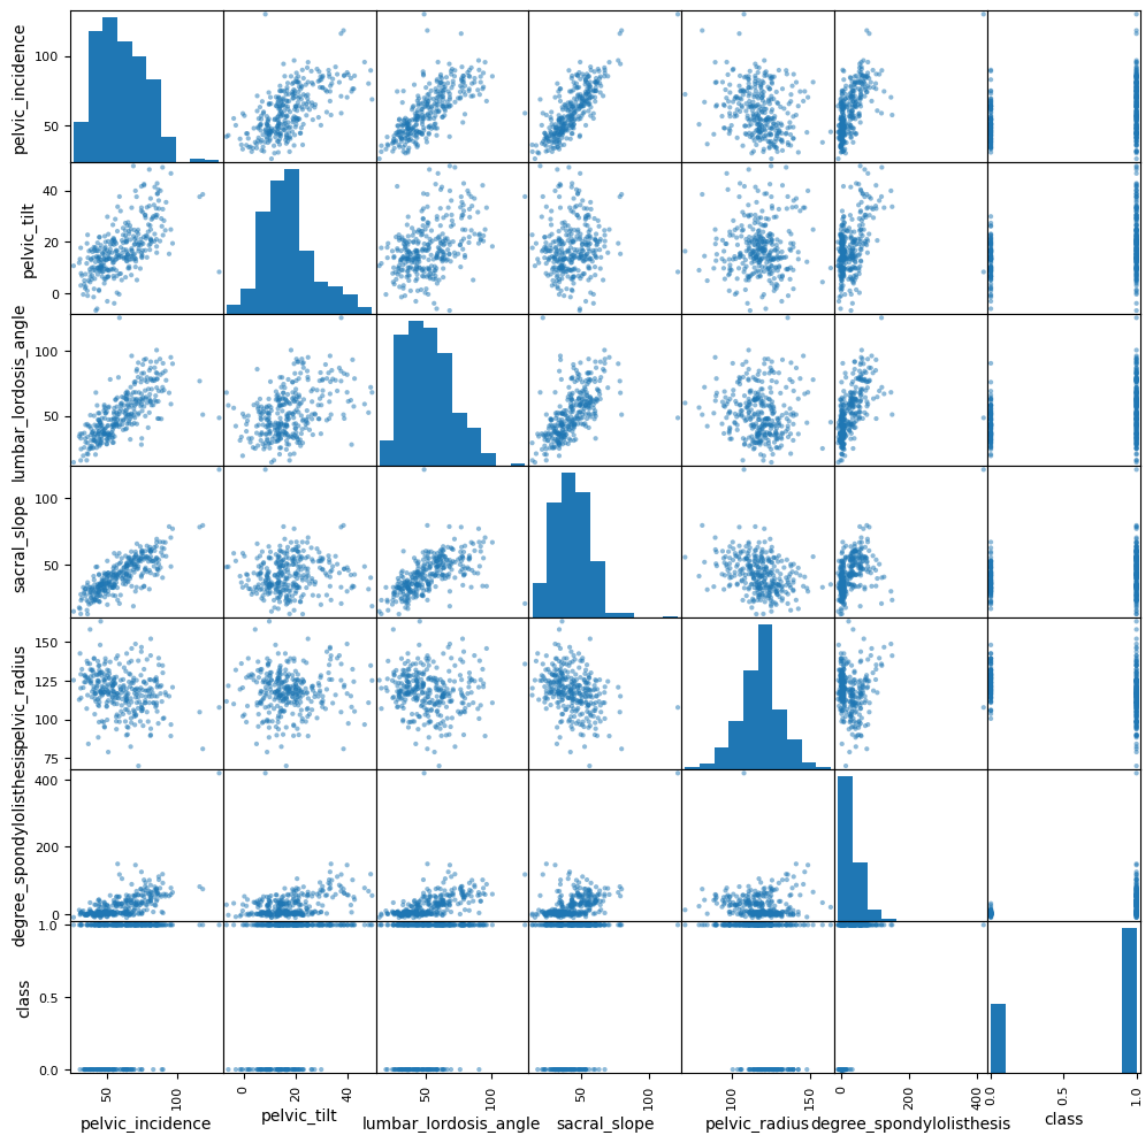 pelvic_incidence
100
50
pelvic_tilt
40
20
0
lumbar_lordosis_angle
100
50
sacral_slope
100
50
pelvic_radius
150
125
100
75
degree_spondylolisthesis
400
200
0
class
1.0
0.5
0.0
50
100
0
20
40
50
100
50
100
100
150
0
200
400
0.0
0.5
1.0
pelvic_incidence
pelvic_tilt
lumbar_lordosis_angle
sacral_slope
pelvic_radius
degree_spondylolisthesis
class